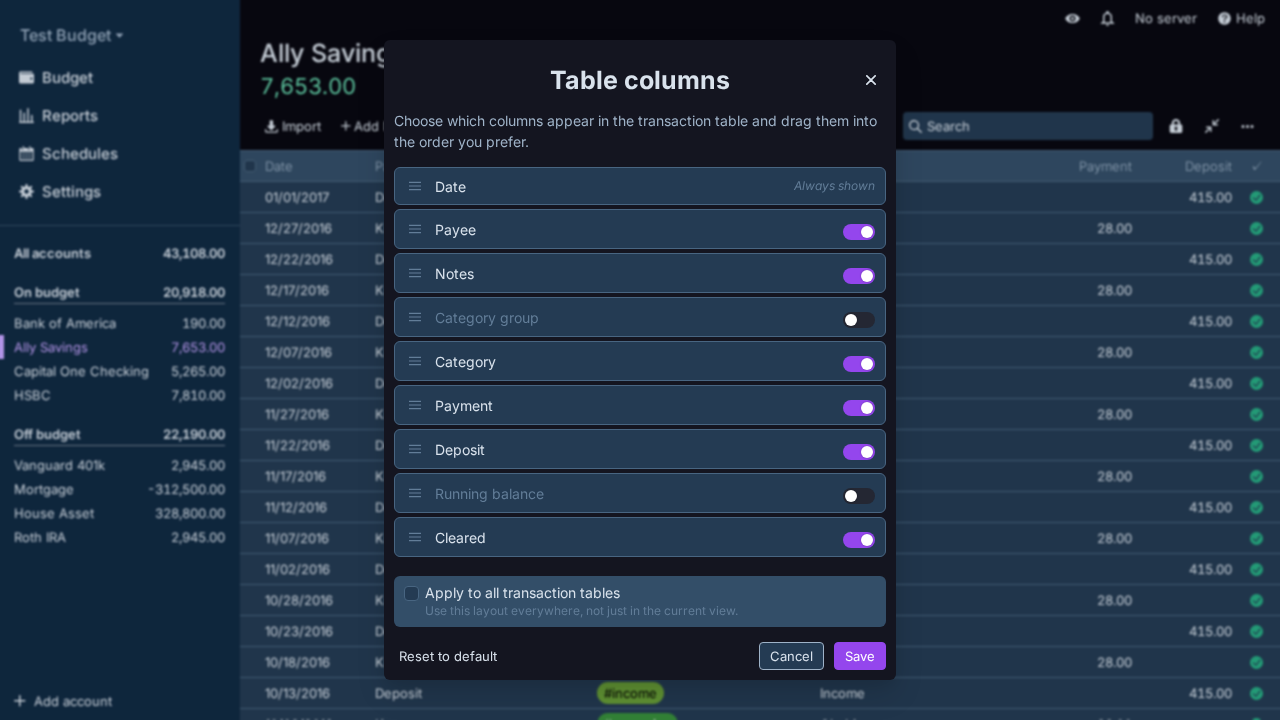 Test Budget
Budget
Reports
Schedules
Settings
All accounts 43,108.00
On budget 20,918.00
Bank of America 190.00
Ally Savings 7,653.00
Capital One Checking 5,265.00
HSBC 7,810.00
Off budget 22,190.00
Vanguard 401k 2,945.00
Mortgage -312,500.00
House Asset 328,800.00
Roth IRA 2,945.00
Add account
No server
Help
Ally Saving
7,653.00
Import
Add
Search
Date Payment Deposit
01/01/2017 415.00
12/27/2016 28.00
12/22/2016 415.00
12/17/2016 28.00
12/12/2016 415.00
12/07/2016 28.00
12/02/2016 415.00
11/27/2016 28.00
11/22/2016 415.00
11/17/2016 28.00
11/12/2016 415.00
11/07/2016 28.00
11/02/2016 415.00
10/28/2016 28.00
10/23/2016 415.00
10/18/2016 28.00
10/13/2016 Deposit #income Income 415.00
Table columns
Choose which columns appear in the transaction table and drag them into
the order you prefer.
Date Always shown
Payee
Notes
Category group
Category
Payment
Deposit
Running balance
Cleared
Apply to all transaction tables
Use this layout everywhere, not just in the current view.
Reset to default
Cancel
Save